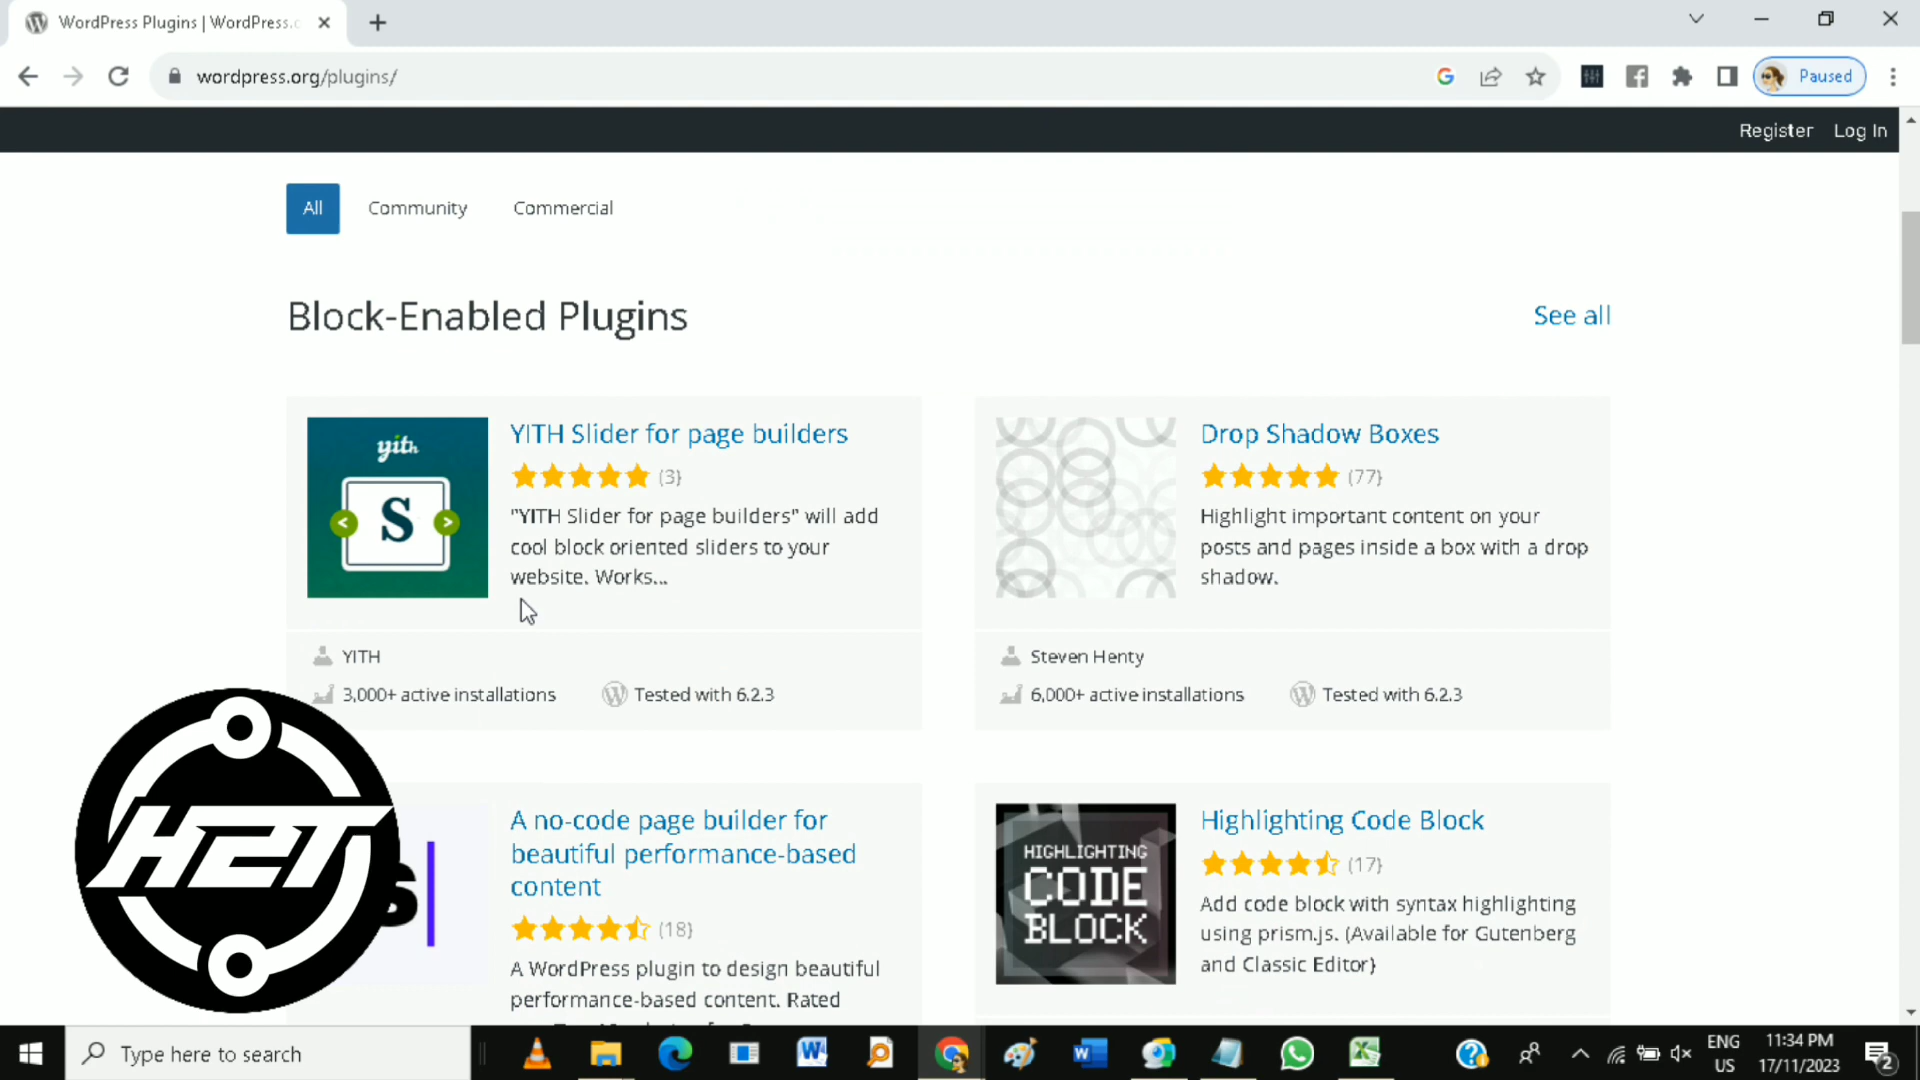 WordPress Plugins | WordPress.
wordpress.org/plugins/
Paused
Register Log In
All Community Commercial
Block-Enabled Plugins
See all
yith
S
YITH Slider for page builders
(3)
"YITH Slider for page builders" will add
cool block oriented sliders to your
website. Works...
YITH
3,000+ active installations
Tested with 6.2.3
Drop Shadow Boxes
(77)
Highlight important content on your
posts and pages inside a box with a drop
shadow.
Steven Henty
6,000+ active installations
Tested with 6.2.3
H2T
s
A no-code page builder for
beautiful performance-based
content
(18)
A WordPress plugin to design beautiful
performance-based content. Rated
HIGHLIGHTING
CODE
BLOCK
Highlighting Code Block
(17)
Add code block with syntax highlighting
using prism.js. (Available for Gutenberg
and Classic Editor)
Type here to search
ENG
US
11:34 PM
17/11/2023
2